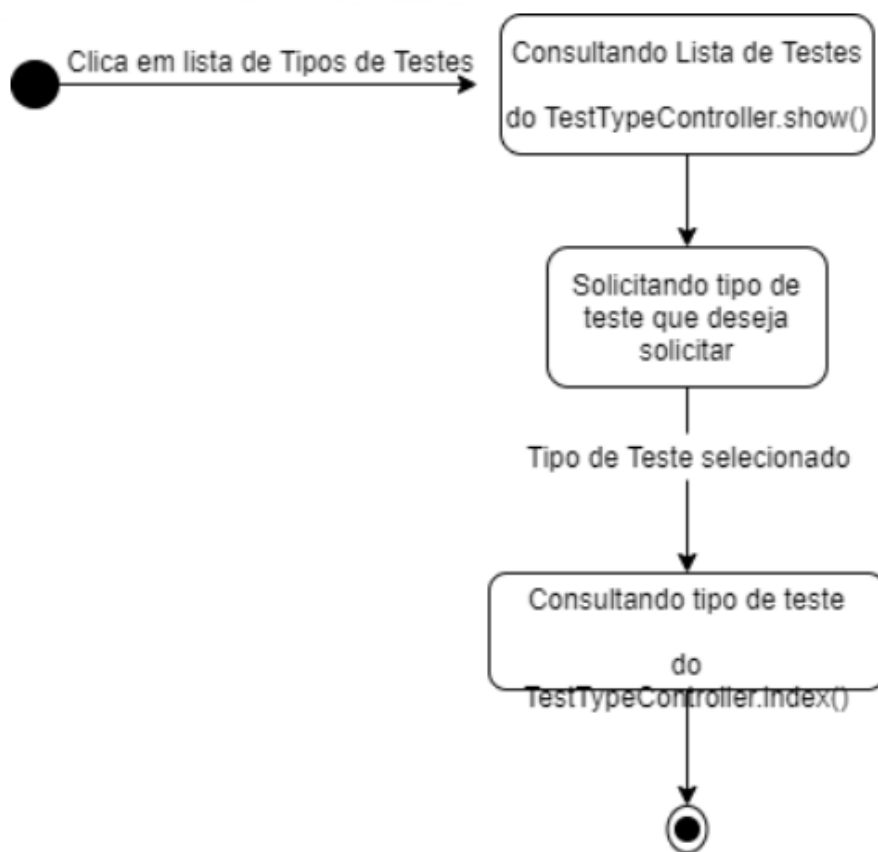 Clica em lista de Tipos de Testes
Consultando Lista de Testes
do TestTypeController.show()
Solicitando tipo de
teste que deseja
solicitar
Tipo de Teste selecionado
Consultando tipo de teste
do
TestTypeController.index()